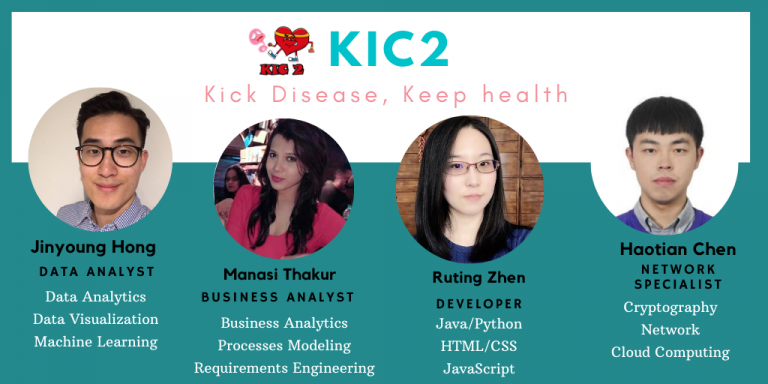 KIC 2
KIC2
Kick Disease, Keep health
Jinyoung Hong
DATA ANALYST
Data Analytics
Data Visualization
Machine Learning
Manasi Thakur
BUSINESS ANALYST
Business Analytics
Processes Modeling
Requirements Engineering
Ruting Zhen
DEVELOPER
Java/Python
HTML/CSS
JavaScript
Haotian Chen
NETWORK
SPECIALIST
Cryptography
Network
Cloud Computing